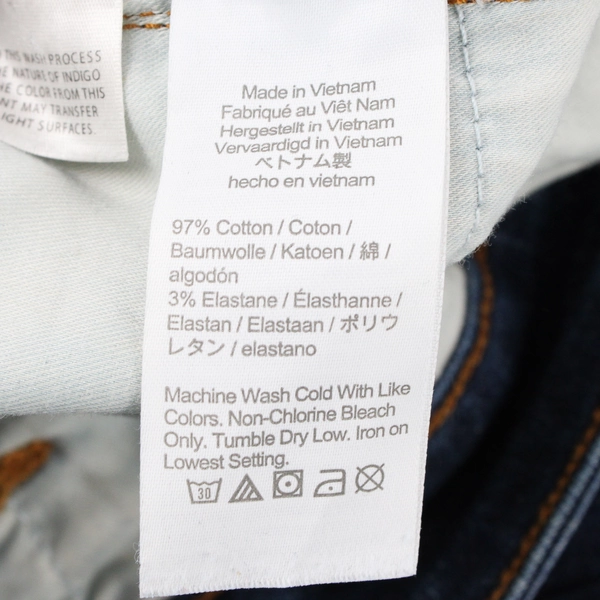 THIS WASH PROCESS
NATURE OF INDIGO
COLOR FROM THIS
MAY TRANSFER
SURFACES.
Made in Vietnam
Fabriqué au Viêt Nam
Hergestellt in Vietnam
Vervaardigd in Vietnam
ベトナム製
hecho en vietnam
97% Cotton / Coton /
Baumwolle / Katoen / 綿 /
algodón
3% Elastane / Élasthanne /
Elastan / Elastaan / ポリウ
レタン / elastano
Machine Wash Cold With Like
Colors. Non-Chlorine Bleach
Only. Tumble Dry Low. Iron on
Lowest Setting.
30